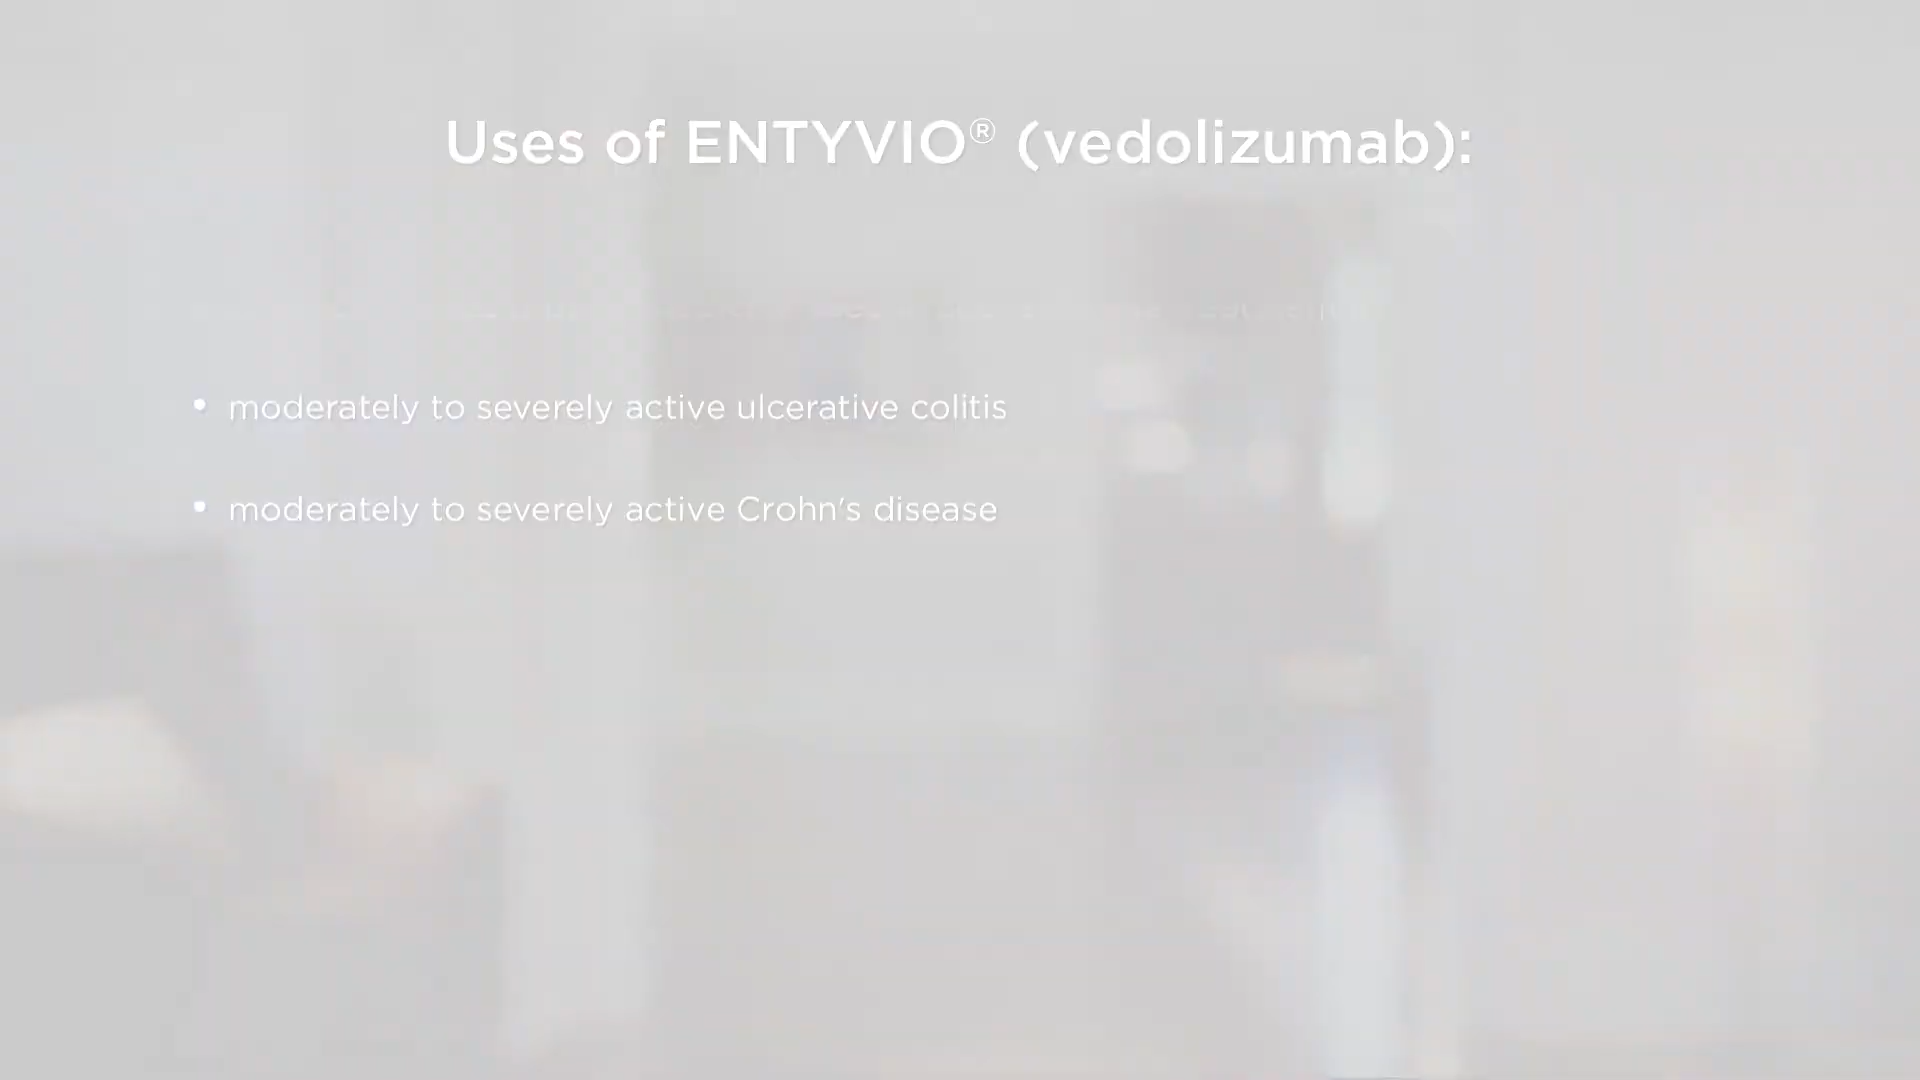 Uses of ENTYVIO® (vedolizumab):
• moderately to severely active ulcerative colitis
• moderately to severely active Crohn's disease